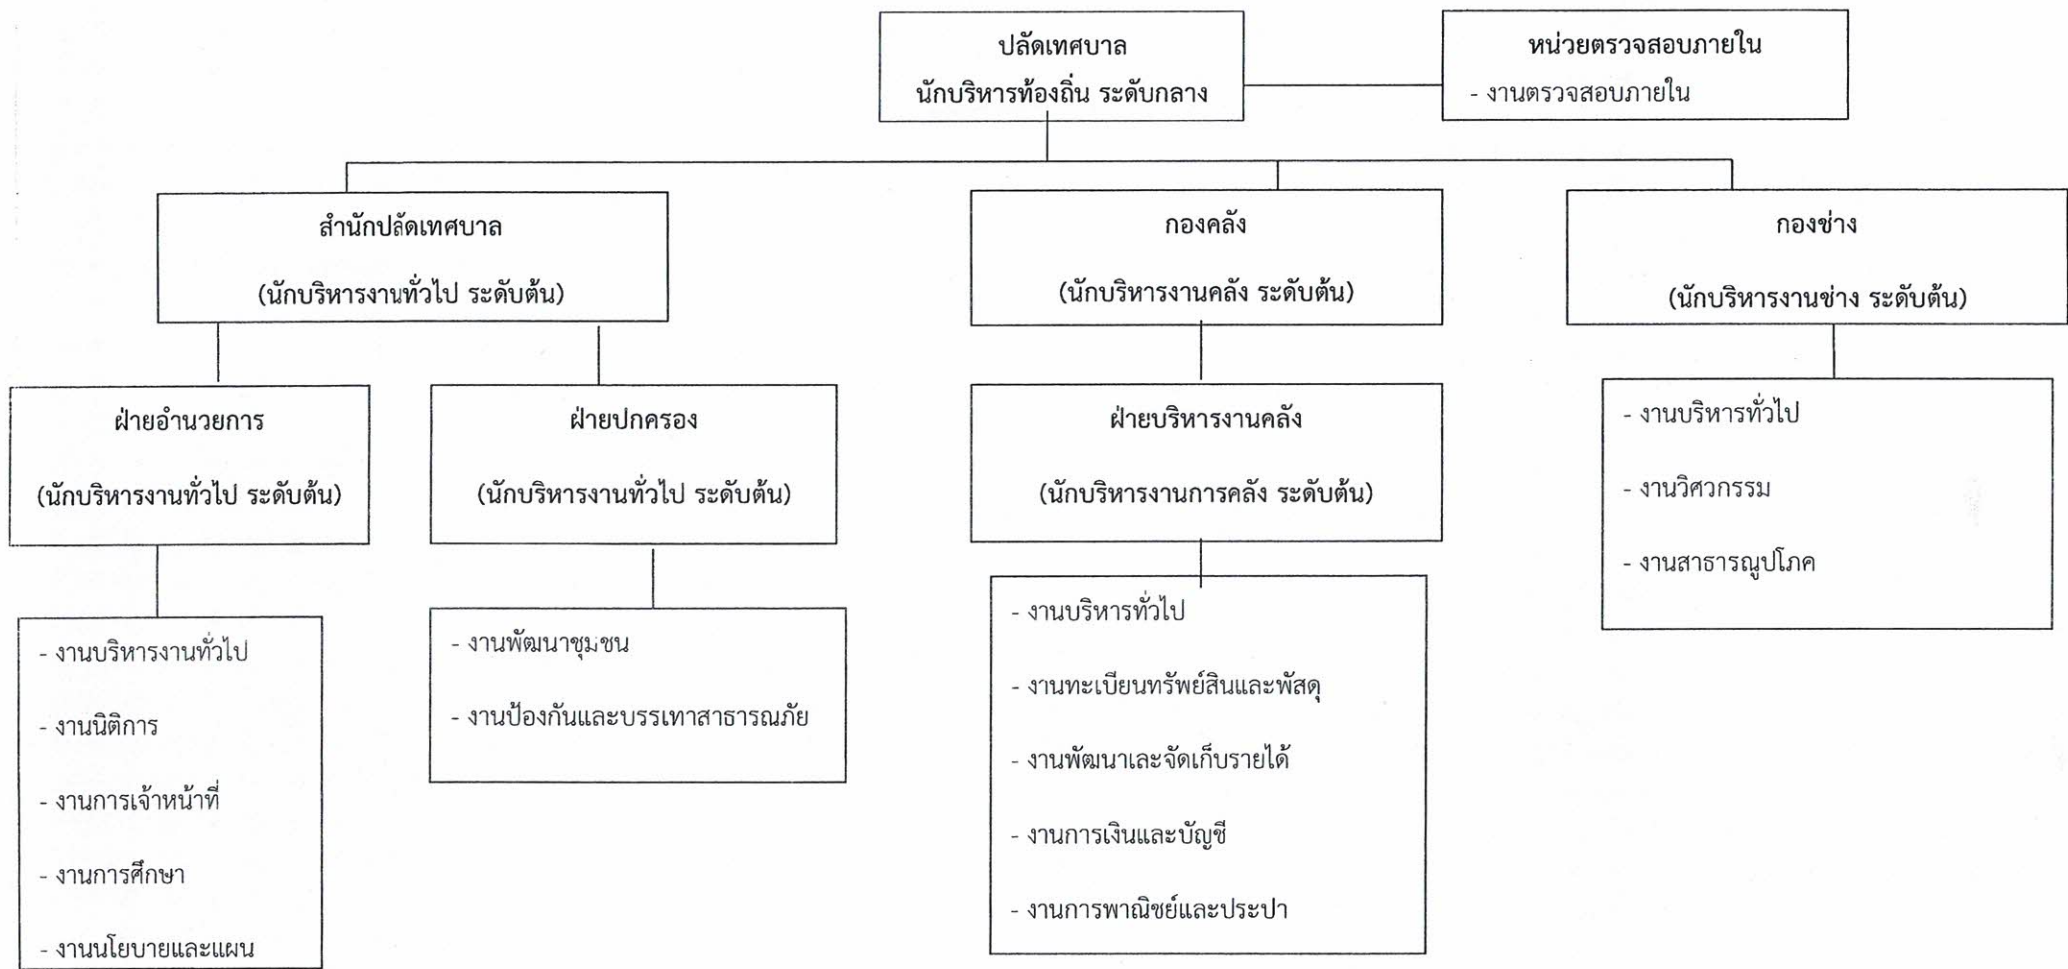 ปลัดเทศบาล
นักบริหารท้องถิ่น ระดับกลาง
หน่วยตรวจสอบภายใน
- งานตรวจสอบภายใน
สำนักปลัดเทศบาล
(นักบริหารงานทั่วไป ระดับต้น)
กองคลัง
(นักบริหารงานคลัง ระดับต้น)
กองช่าง
(นักบริหารงานช่าง ระดับต้น)
ฝ่ายอำนวยการ
(นักบริหารงานทั่วไป ระดับต้น)
ฝ่ายปกครอง
(นักบริหารงานทั่วไป ระดับต้น)
ฝ่ายบริหารงานคลัง
(นักบริหารงานการคลัง ระดับต้น)
- งานบริหารทั่วไป
- งานวิศวกรรม
- งานสาธารณูปโภค
- งานบริหารงานทั่วไป
- งานนิติการ
- งานการเจ้าหน้าที่
- งานการศึกษา
- งานนโยบายและแผน
- งานพัฒนาชุมชน
- งานป้องกันและบรรเทาสาธารณภัย
- งานบริหารทั่วไป
- งานทะเบียนทรัพย์สินและพัสดุ
- งานพัฒนาเละจัดเก็บรายได้
- งานการเงินและบัญชี
- งานการพาณิชย์และประปา